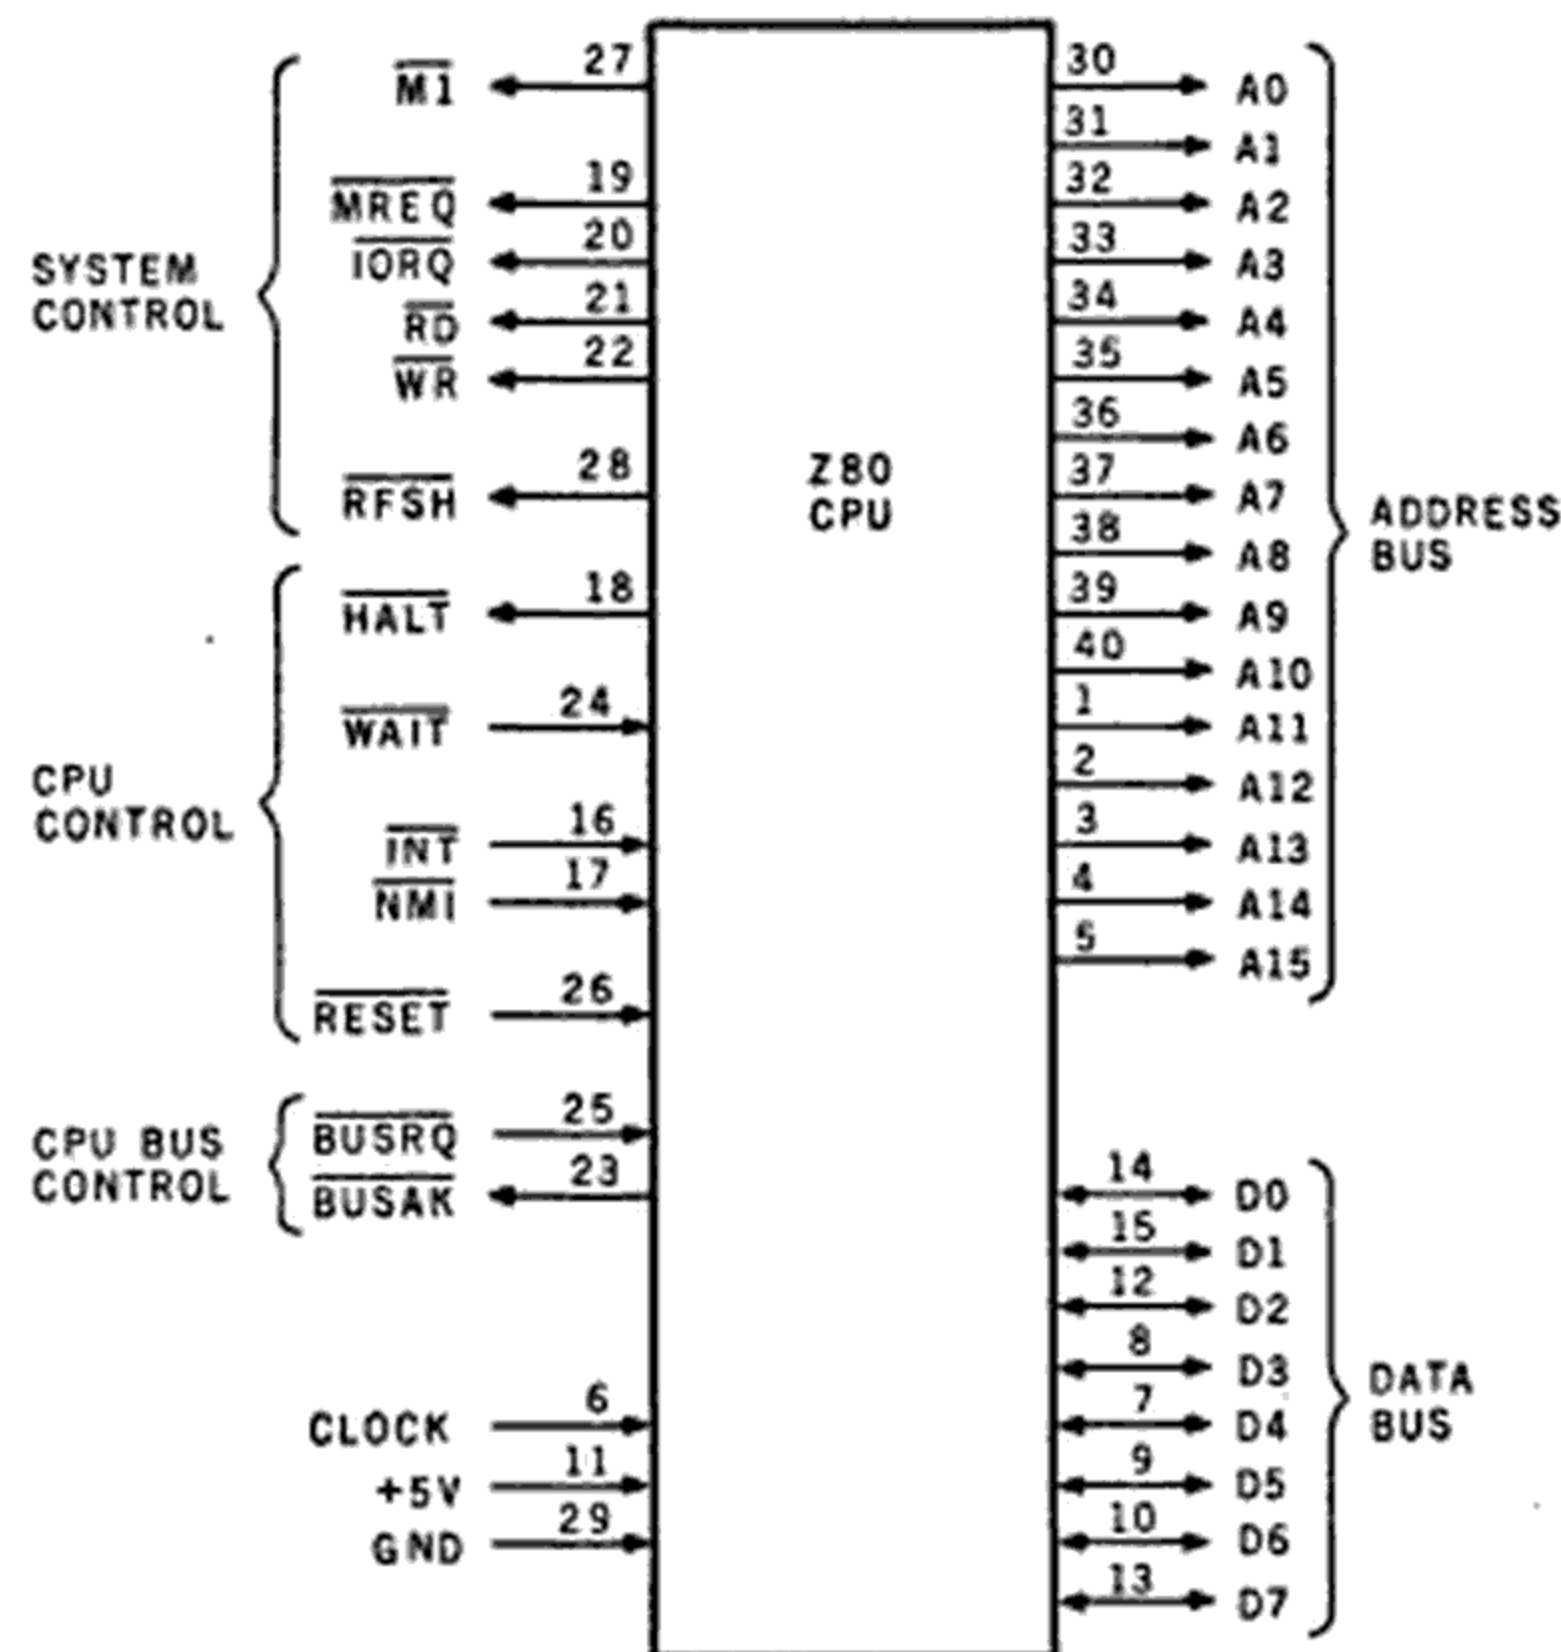 SYSTEM
CONTROL
M1 27
MREQ 19
IORQ 20
RD 21
WR 22
RFSH 28
CPU
CONTROL
HALT 18
WAIT 24
INT 16
NMI 17
RESET 26
CPU BUS
CONTROL
BUSRQ 25
BUSAK 23
CLOCK 6
+5V 11
GND 29
Z80
CPU
30 A0
31 A1
32 A2
33 A3
34 A4
35 A5
36 A6
37 A7
38 A8
39 A9
40 A10
1 A11
2 A12
3 A13
4 A14
5 A15
ADDRESS
BUS
14 D0
15 D1
12 D2
8 D3
7 D4
9 D5
10 D6
13 D7
DATA
BUS